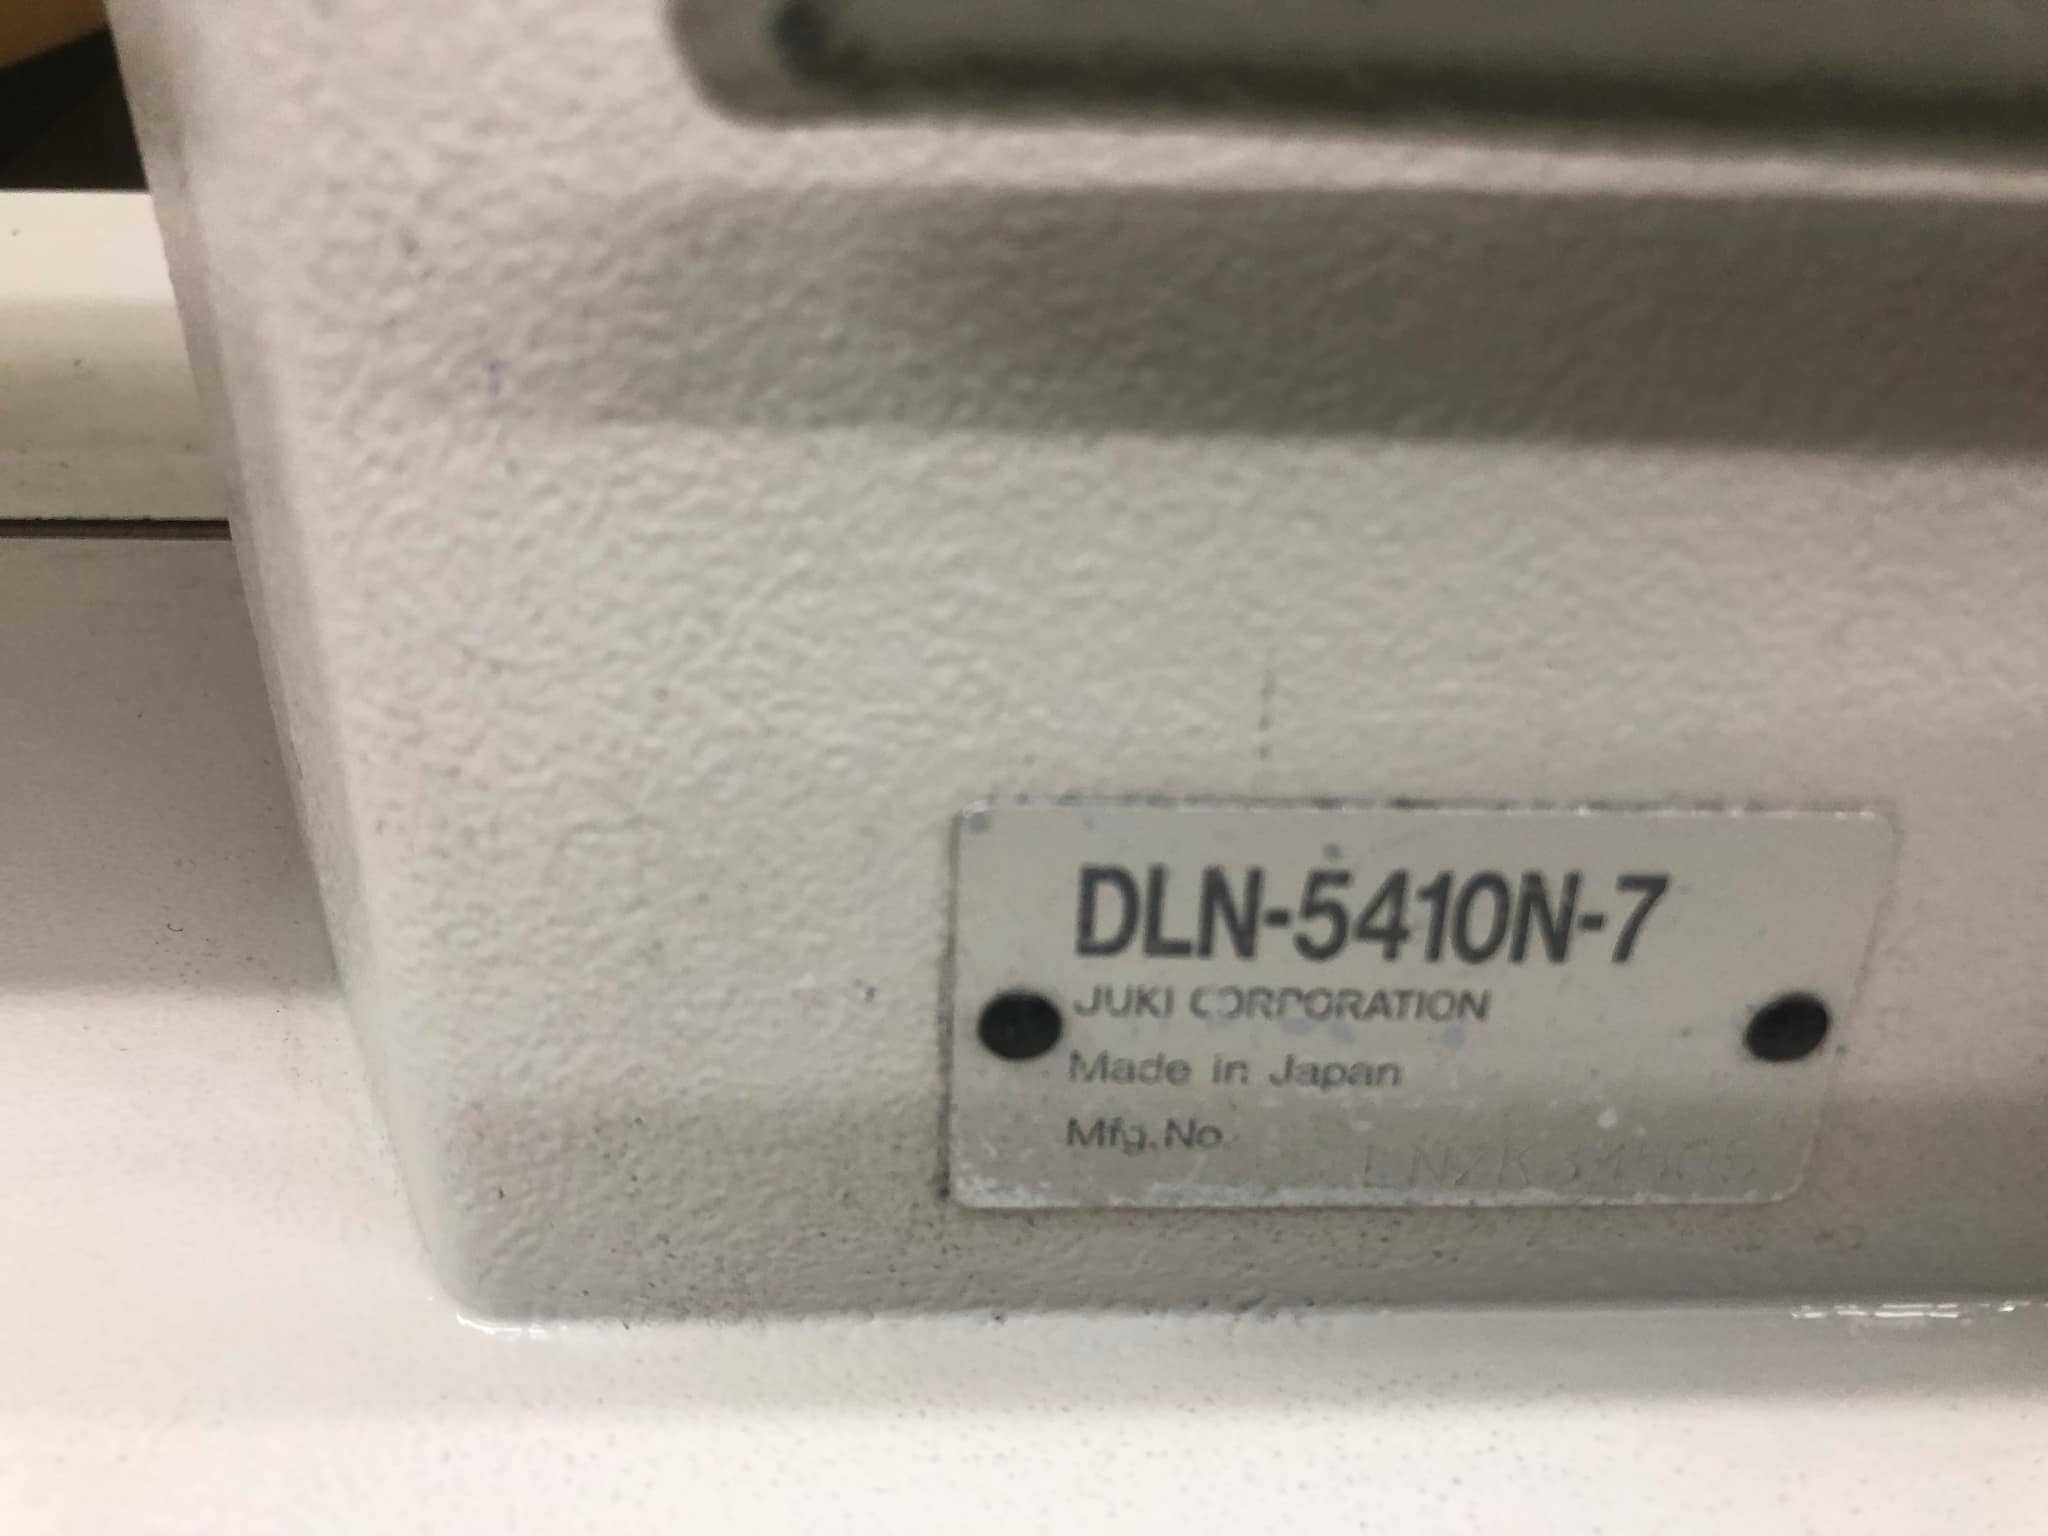 DLN-5410N-7
JUKI CORPORATION
Made in Japan
Mfg.No.